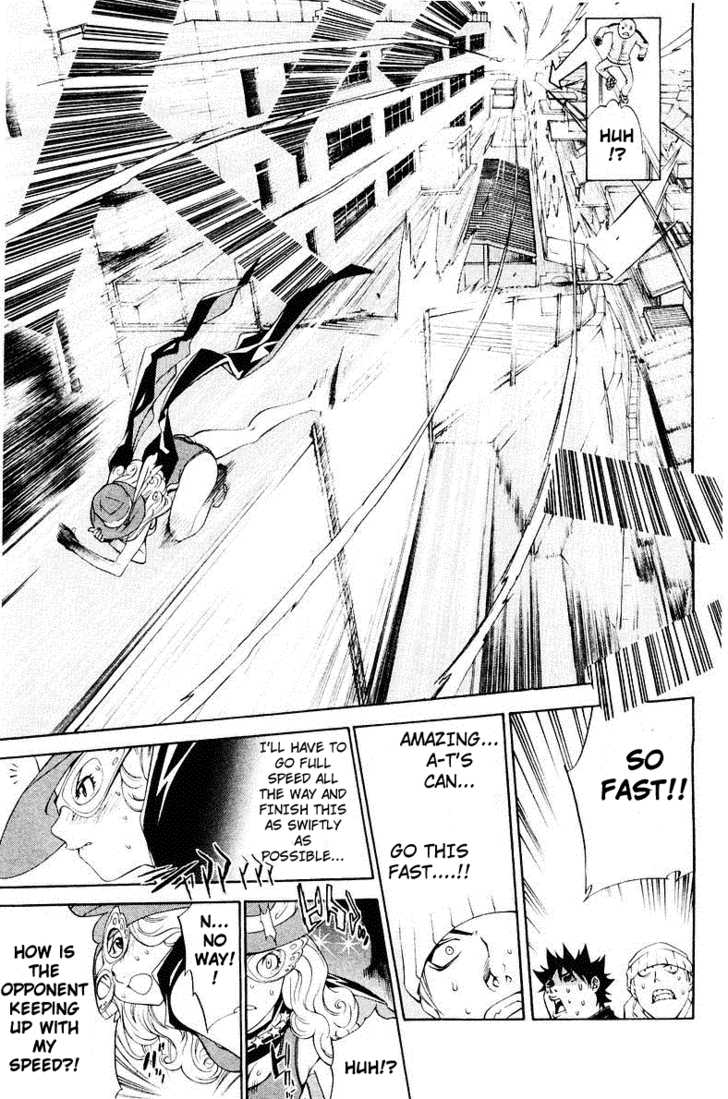 HUH
!?
SO
FAST!!
AMAZING...
A-T'S
CAN...
GO THIS
FAST....!!
I'LL HAVE TO
GO FULL
SPEED ALL
THE WAY AND
FINISH THIS
AS SWIFTLY
AS
POSSIBLE...
HUH!?
N...
NO
WAY!
!
HOW IS
THE
OPPONENT
KEEPING
UP WITH
MY
SPEED?!